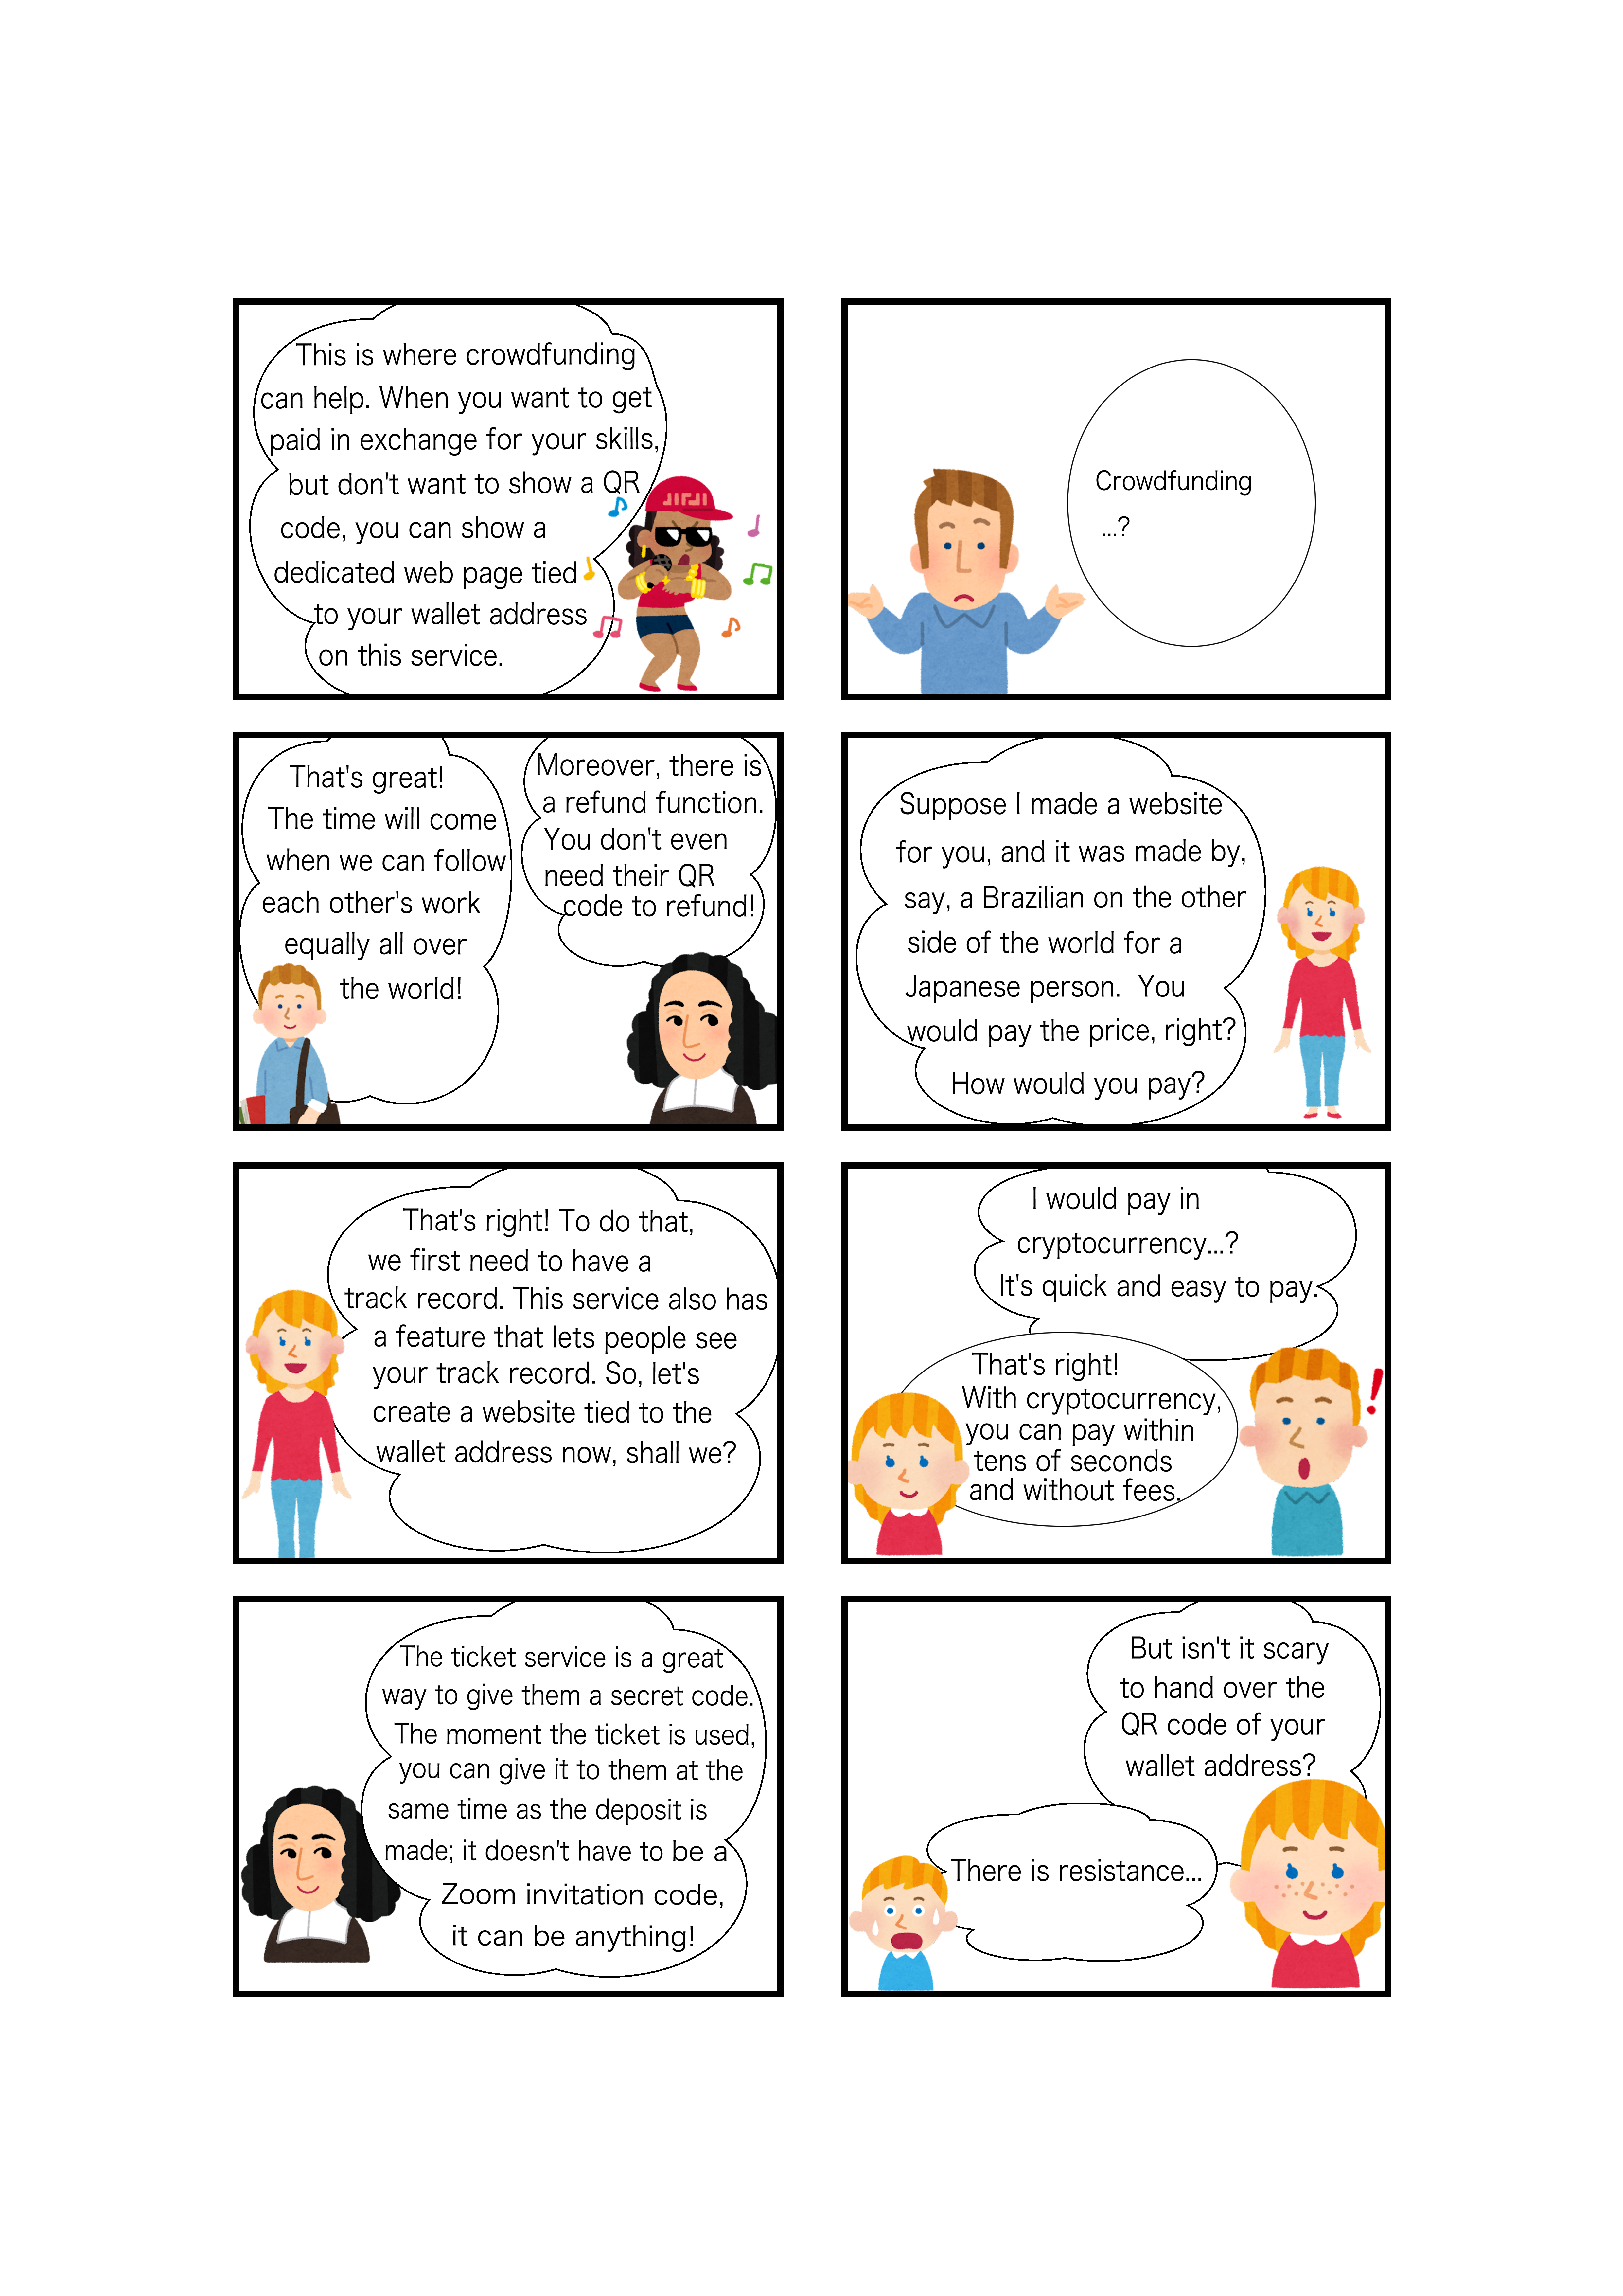 Crowdfunding
...?
Suppose I made a website
for you, and it was made by,
say, a Brazilian on the other
side of the world for a
Japanese person. You
would pay the price, right?
How would you pay?
I would pay in
cryptocurrency...?
It's quick and easy to pay.
That's right!
With cryptocurrency,
you can pay within
tens of seconds
and without fees.
But isn't it scary
to hand over the
QR code of your
wallet address?
There is resistance...
This is where crowdfunding
can help. When you want to get
paid in exchange for your skills,
but don't want to show a QR
code, you can show a
dedicated web page tied
to your wallet address
on this service.
Moreover, there is
a refund function.
You don't even
need their QR
code to refund!
That's great!
The time will come
when we can follow
each other's work
equally all over
the world!
That's right! To do that,
we first need to have a
track record. This service also has
a feature that lets people see
your track record. So, let's
create a website tied to the
wallet address now, shall we?
The ticket service is a great
way to give them a secret code.
The moment the ticket is used,
you can give it to them at the
same time as the deposit is
made; it doesn't have to be a
Zoom invitation code,
it can be anything!